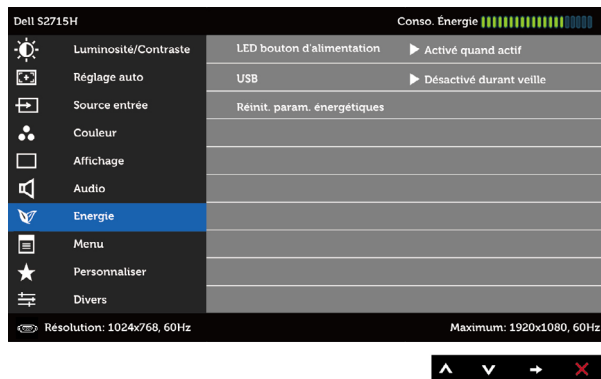 Dell S2715H Conso. Énergie
Luminosité/Contraste LED bouton d'alimentation Activé quand actif
Réglage auto USB Désactivé durant veille
Source entrée Réinit. param. énergétiques
Couleur
Affichage
Audio
Energie
Menu
Personnaliser
Divers
Résolution: 1024x768, 60Hz Maximum: 1920x1080, 60Hz